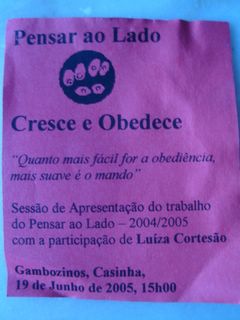 Pensar ao Lado
Cresce e Obedece
"Quanto mais fácil for a obediência,
mais suave é o mando"
Sessão de Apresentação do trabalho
do Pensar ao Lado – 2004/2005
com a participação de Luíza Cortesão
Gambozinos, Casinha,
19 de Junho de 2005, 15h00